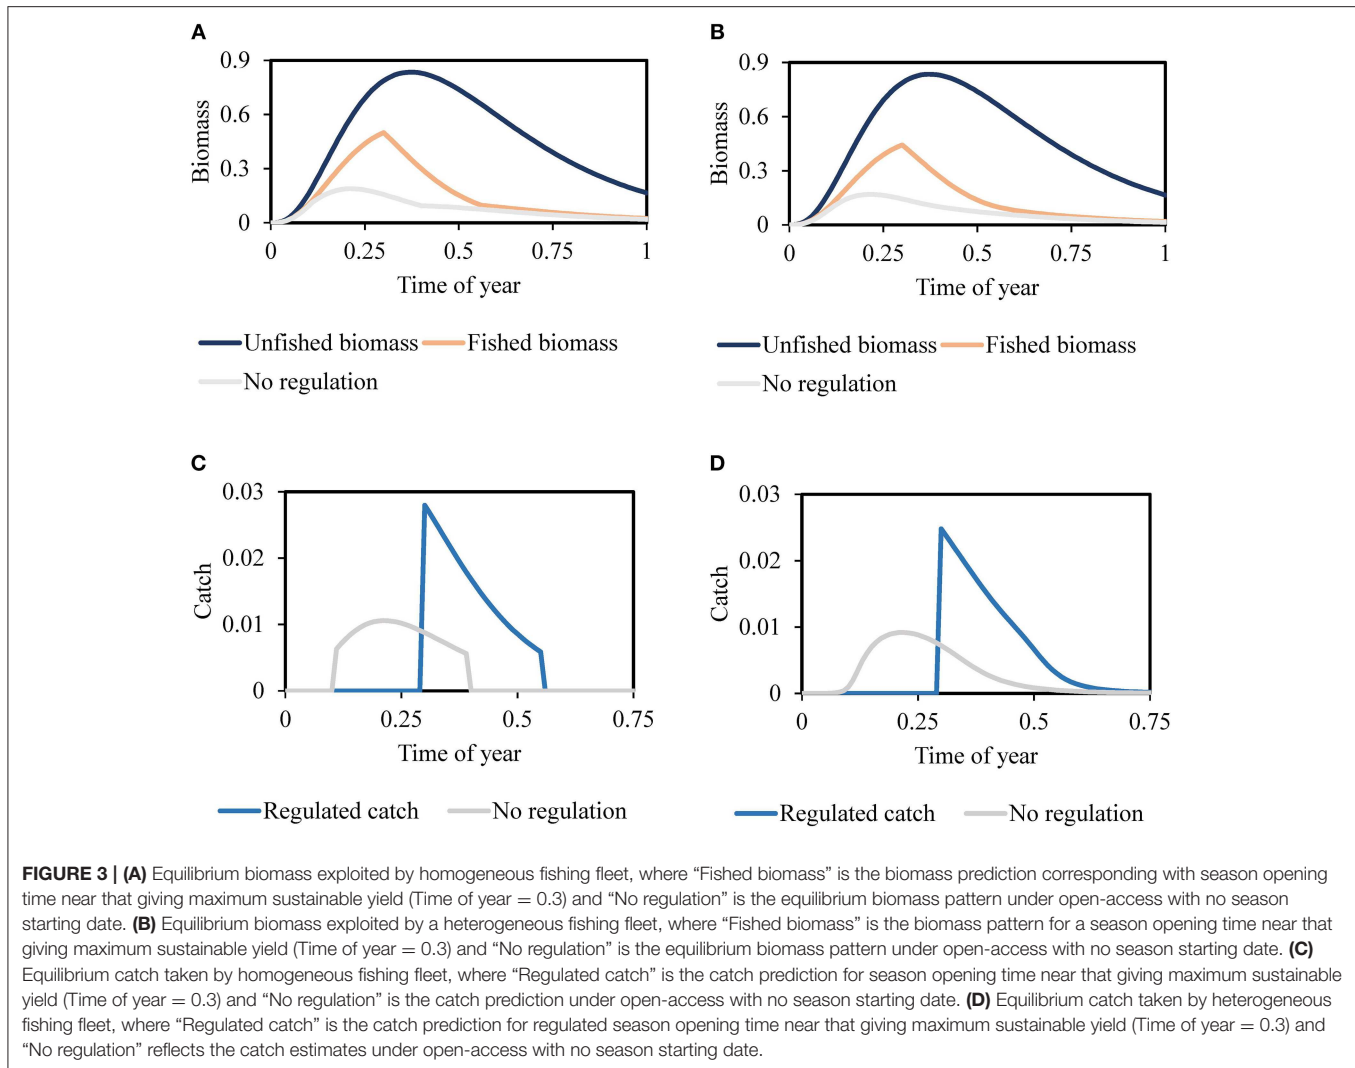 A
0.9
0.6
0.3
0
Biomass
0 0.25 0.5 0.75 1
Time of year
Unfished biomass Fished biomass
No regulation
B
0.9
0.6
0.3
0
Biomass
0 0.25 0.5 0.75 1
Time of year
Unfished biomass Fished biomass
No regulation
C
0.03
0.02
0.01
0
Catch
0 0.25 0.5 0.75
Time of year
Regulated catch No regulation
D
0.03
0.02
0.01
0
Catch
0 0.25 0.5 0.75
Time of year
Regulated catch No regulation
FIGURE 3 | (A) Equilibrium biomass exploited by homogeneous fishing fleet, where “Fished biomass” is the biomass prediction corresponding with season opening
time near that giving maximum sustainable yield (Time of year = 0.3) and “No regulation” is the equilibrium biomass pattern under open-access with no season
starting date. (B) Equilibrium biomass exploited by a heterogeneous fishing fleet, where “Fished biomass” is the biomass pattern for a season opening time near that
giving maximum sustainable yield (Time of year = 0.3) and “No regulation” is the equilibrium biomass pattern under open-access with no season starting date. (C)
Equilibrium catch taken by homogeneous fishing fleet, where “Regulated catch” is the catch prediction for season opening time near that giving maximum sustainable
yield (Time of year = 0.3) and “No regulation” is the catch prediction under open-access with no season starting date. (D) Equilibrium catch taken by heterogeneous
fishing fleet, where “Regulated catch” is the catch prediction for regulated season opening time near that giving maximum sustainable yield (Time of year = 0.3) and
“No regulation” reflects the catch estimates under open-access with no season starting date.